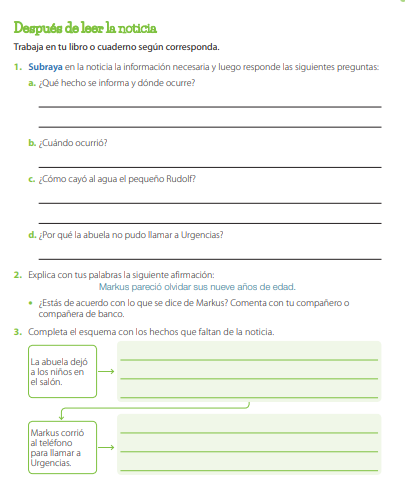 Después de leer la noticia
Trabaja en tu libro o cuaderno según corresponda.
1. Subraya en la noticia la información necesaria y luego responde las siguientes preguntas:
a. ¿Qué hecho se informa y dónde ocurre?
b. ¿Cuándo ocurrió?
c. ¿Cómo cayó al agua el pequeño Rudolf?
d. ¿Por qué la abuela no pudo llamar a Urgencias?
2. Explica con tus palabras la siguiente afirmación:
Markus pareció olvidar sus nueve años de edad.
• ¿Estás de acuerdo con lo que se dice de Markus? Comenta con tu compañero o
compañera de banco.
3. Completa el esquema con los hechos que faltan de la noticia.
La abuela dejó
a los niños en
el salón.
Markus corrió
al teléfono
para llamar a
Urgencias.